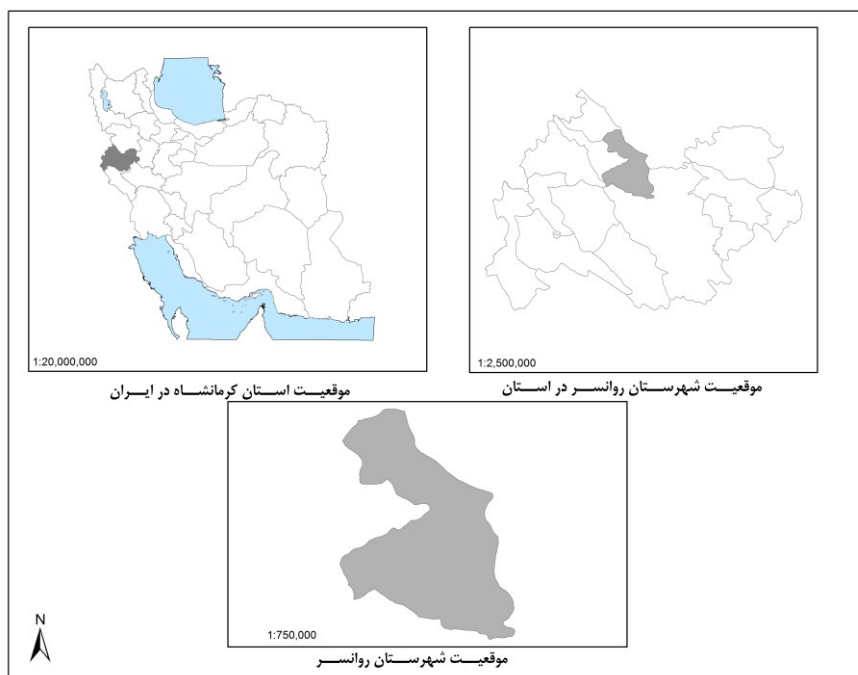 1:20,000,000
موقعیت استان کرمانشاه در ایران
1:2,500,000
موقعیت شهرستان روانسر در استان
1:750,000
موقعیت شهرستان روانسر
N